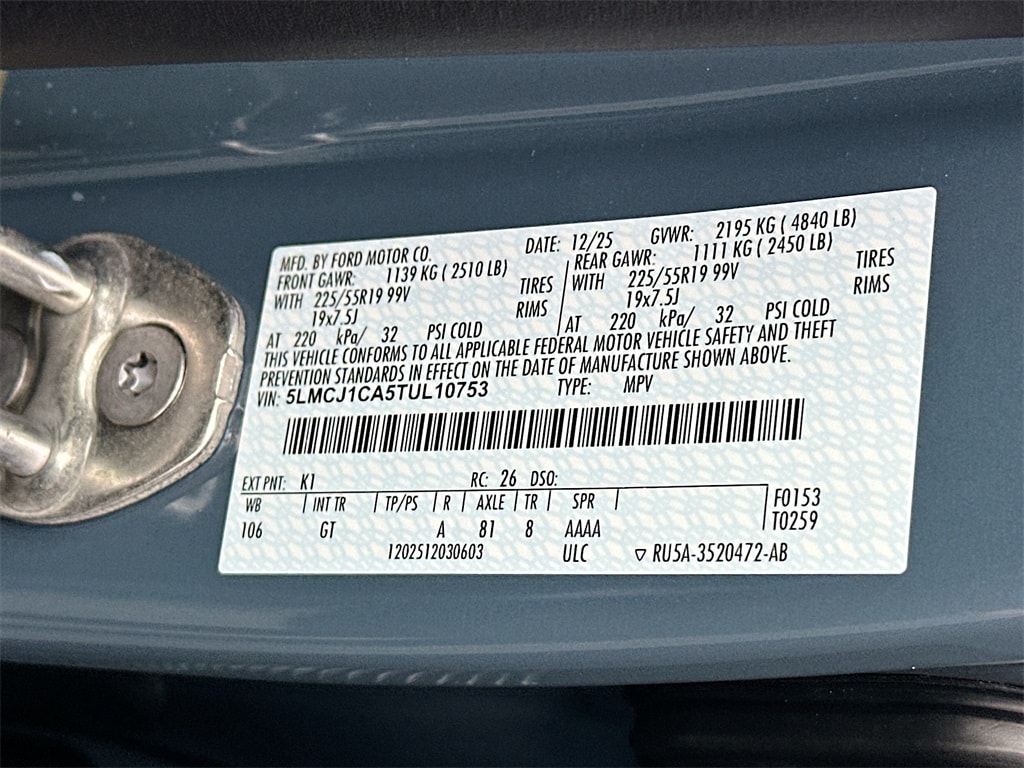 MFD. BY FORD MOTOR CO. DATE: 12/25 GVWR: 2195 KG ( 4840 LB)
FRONT GAWR: 1139 KG ( 2510 LB) REAR GAWR: 1111 KG ( 2450 LB)
WITH 225/55R19 99V TIRES WITH 225/55R19 99V TIRES
19x7.5J RIMS 19x7.5J RIMS
AT 220 kPa/ 32 PSI COLD AT 220 kPa/ 32 PSI COLD
THIS VEHICLE CONFORMS TO ALL APPLICABLE FEDERAL MOTOR VEHICLE SAFETY AND THEFT
PREVENTION STANDARDS IN EFFECT ON THE DATE OF MANUFACTURE SHOWN ABOVE.
VIN: 5LMCJ1CA5TUL10753 TYPE: MPV
EXT PNT: K1 RC: 26 DSO:
WB INT TR TP/PS R AXLE TR SPR F0153
106 GT A 81 8 AAAA T0259
1202512030603 ULC ▽ RU5A-3520472-AB